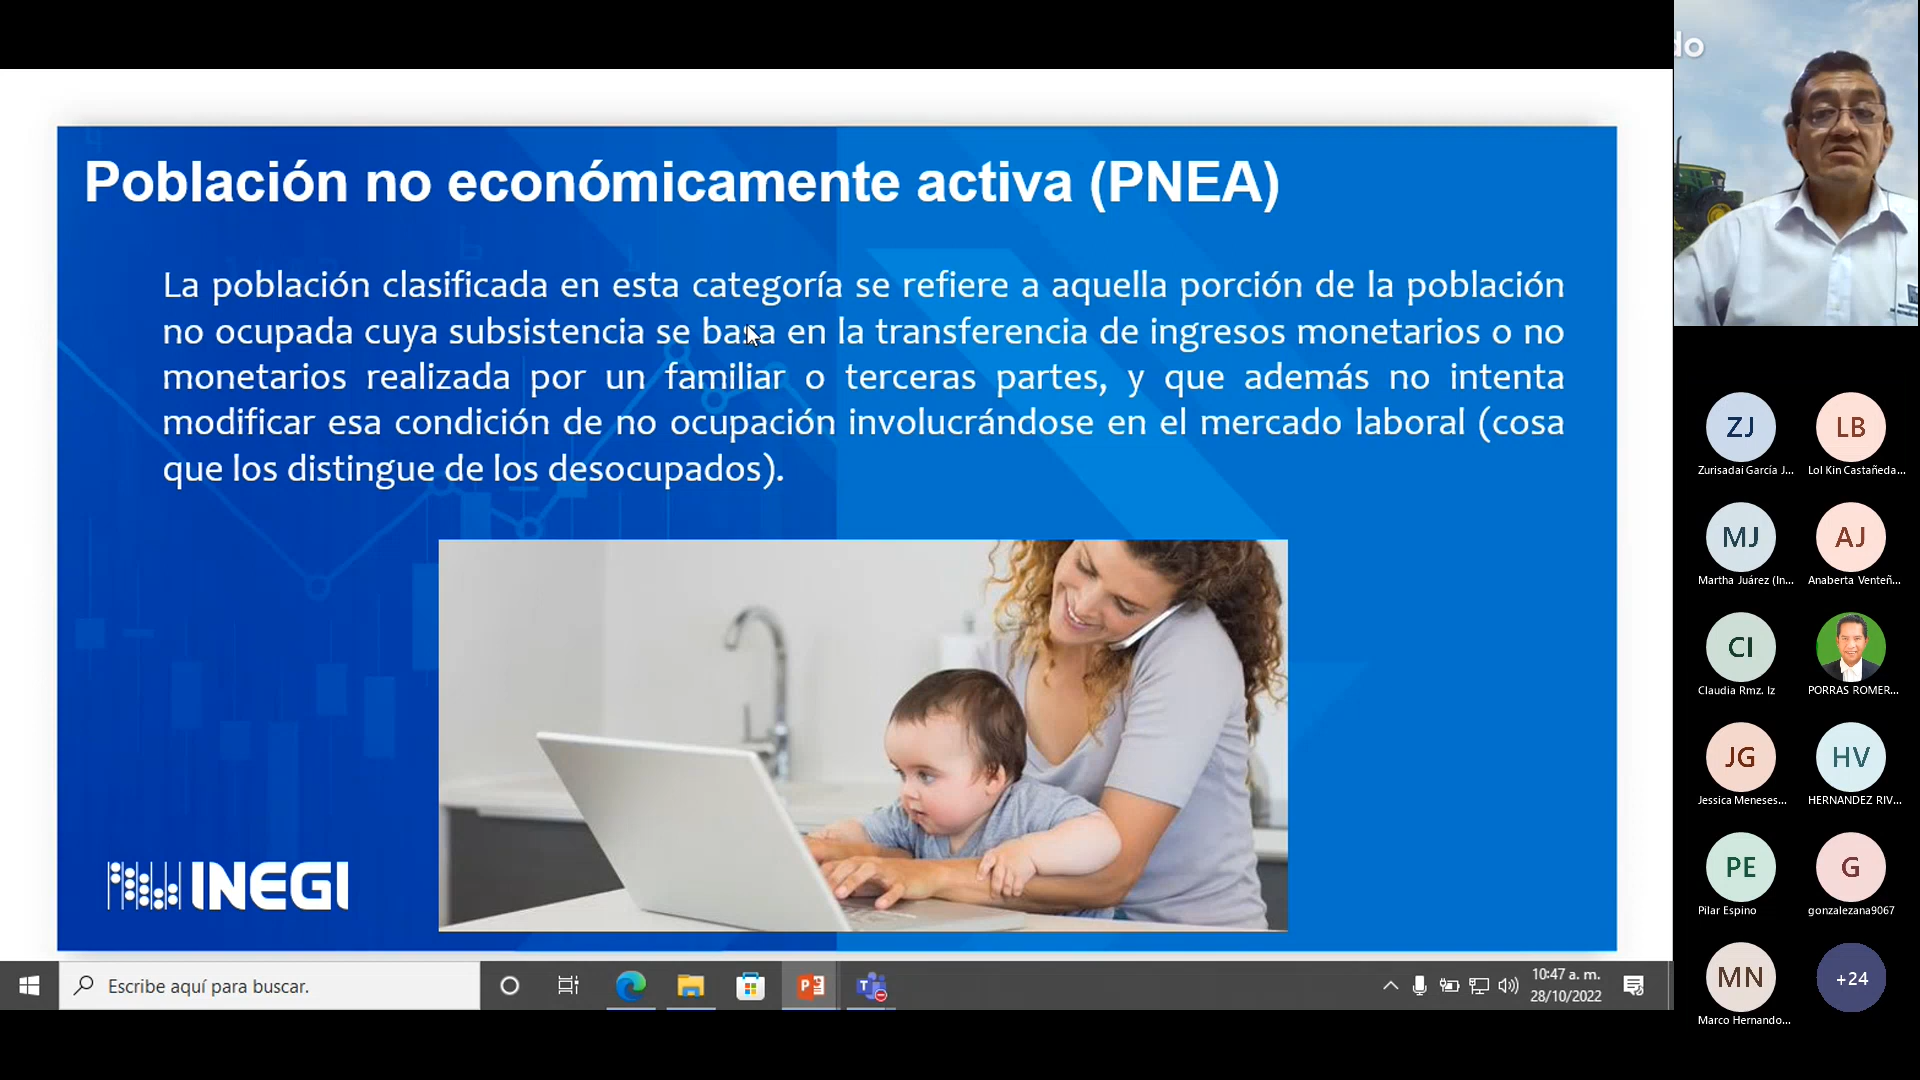 do
Población no económicamente activa (PNEA)
La población clasificada en esta categoría se refiere a aquella porción de la población
no ocupada cuya subsistencia se basa en la transferencia de ingresos monetarios o no
monetarios realizada por un familiar o terceras partes, y que además no intenta
modificar esa condición de no ocupación involucrándose en el mercado laboral (cosa
que los distingue de los desocupados).
INEGI
ZJ
Zurisadai García J...
LB
Lol Kin Castañeda...
MJ
Martha Juárez (In...
AJ
Anaberta Venteñ...
CI
Claudia Rmz. Iz
PORRAS ROMER...
JG
Jessica Meneses...
HV
HERNANDEZ RIV...
PE
Pilar Espino
G
gonzalezana9067
MN
Marco Hernando...
+24
Escribe aquí para buscar.
10:47 a. m.
28/10/2022